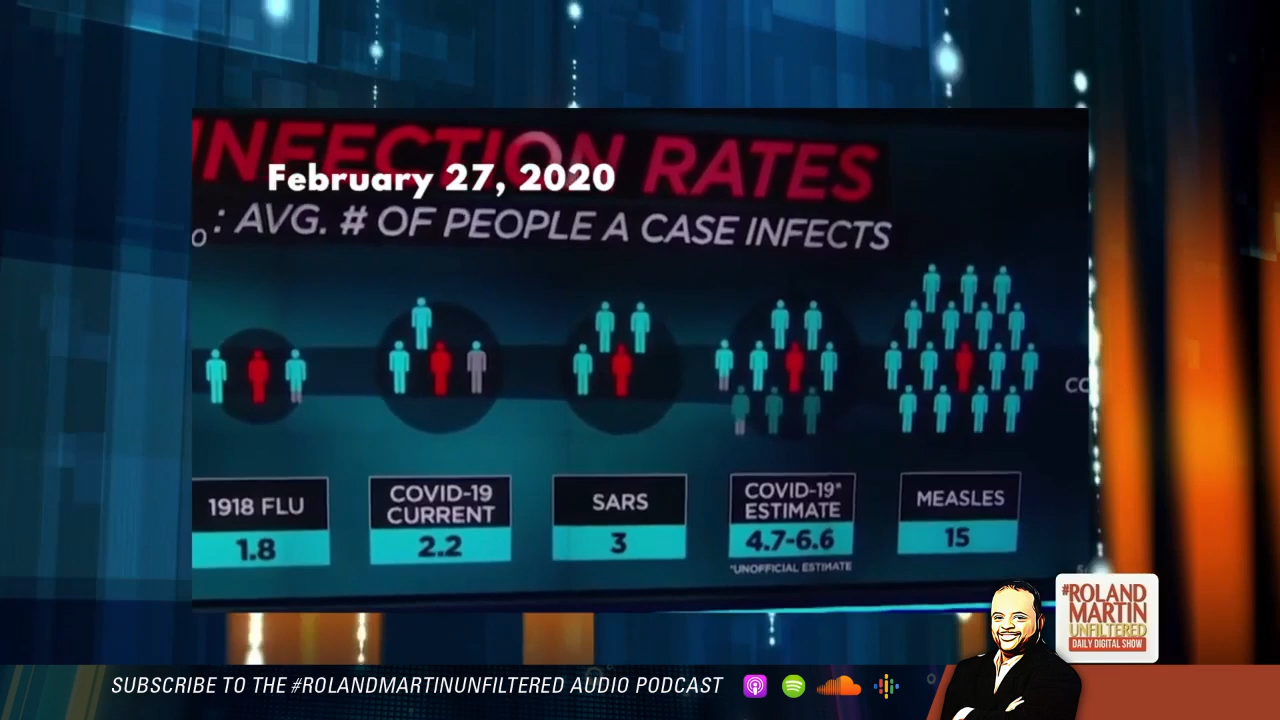 INFECTION RATES
February 27, 2020
o: AVG. # OF PEOPLE A CASE INFECTS
1918 FLU
1.8
COVID-19
CURRENT
2.2
SARS
3
COVID-19*
ESTIMATE
4.7-6.6
*UNOFFICIAL ESTIMATE
MEASLES
15
CO
#ROLAND
MARTIN
UNFILTERED
DAILY DIGITAL SHOW
SUBSCRIBE TO THE #ROLANDMARTINUNFILTERED AUDIO PODCAST